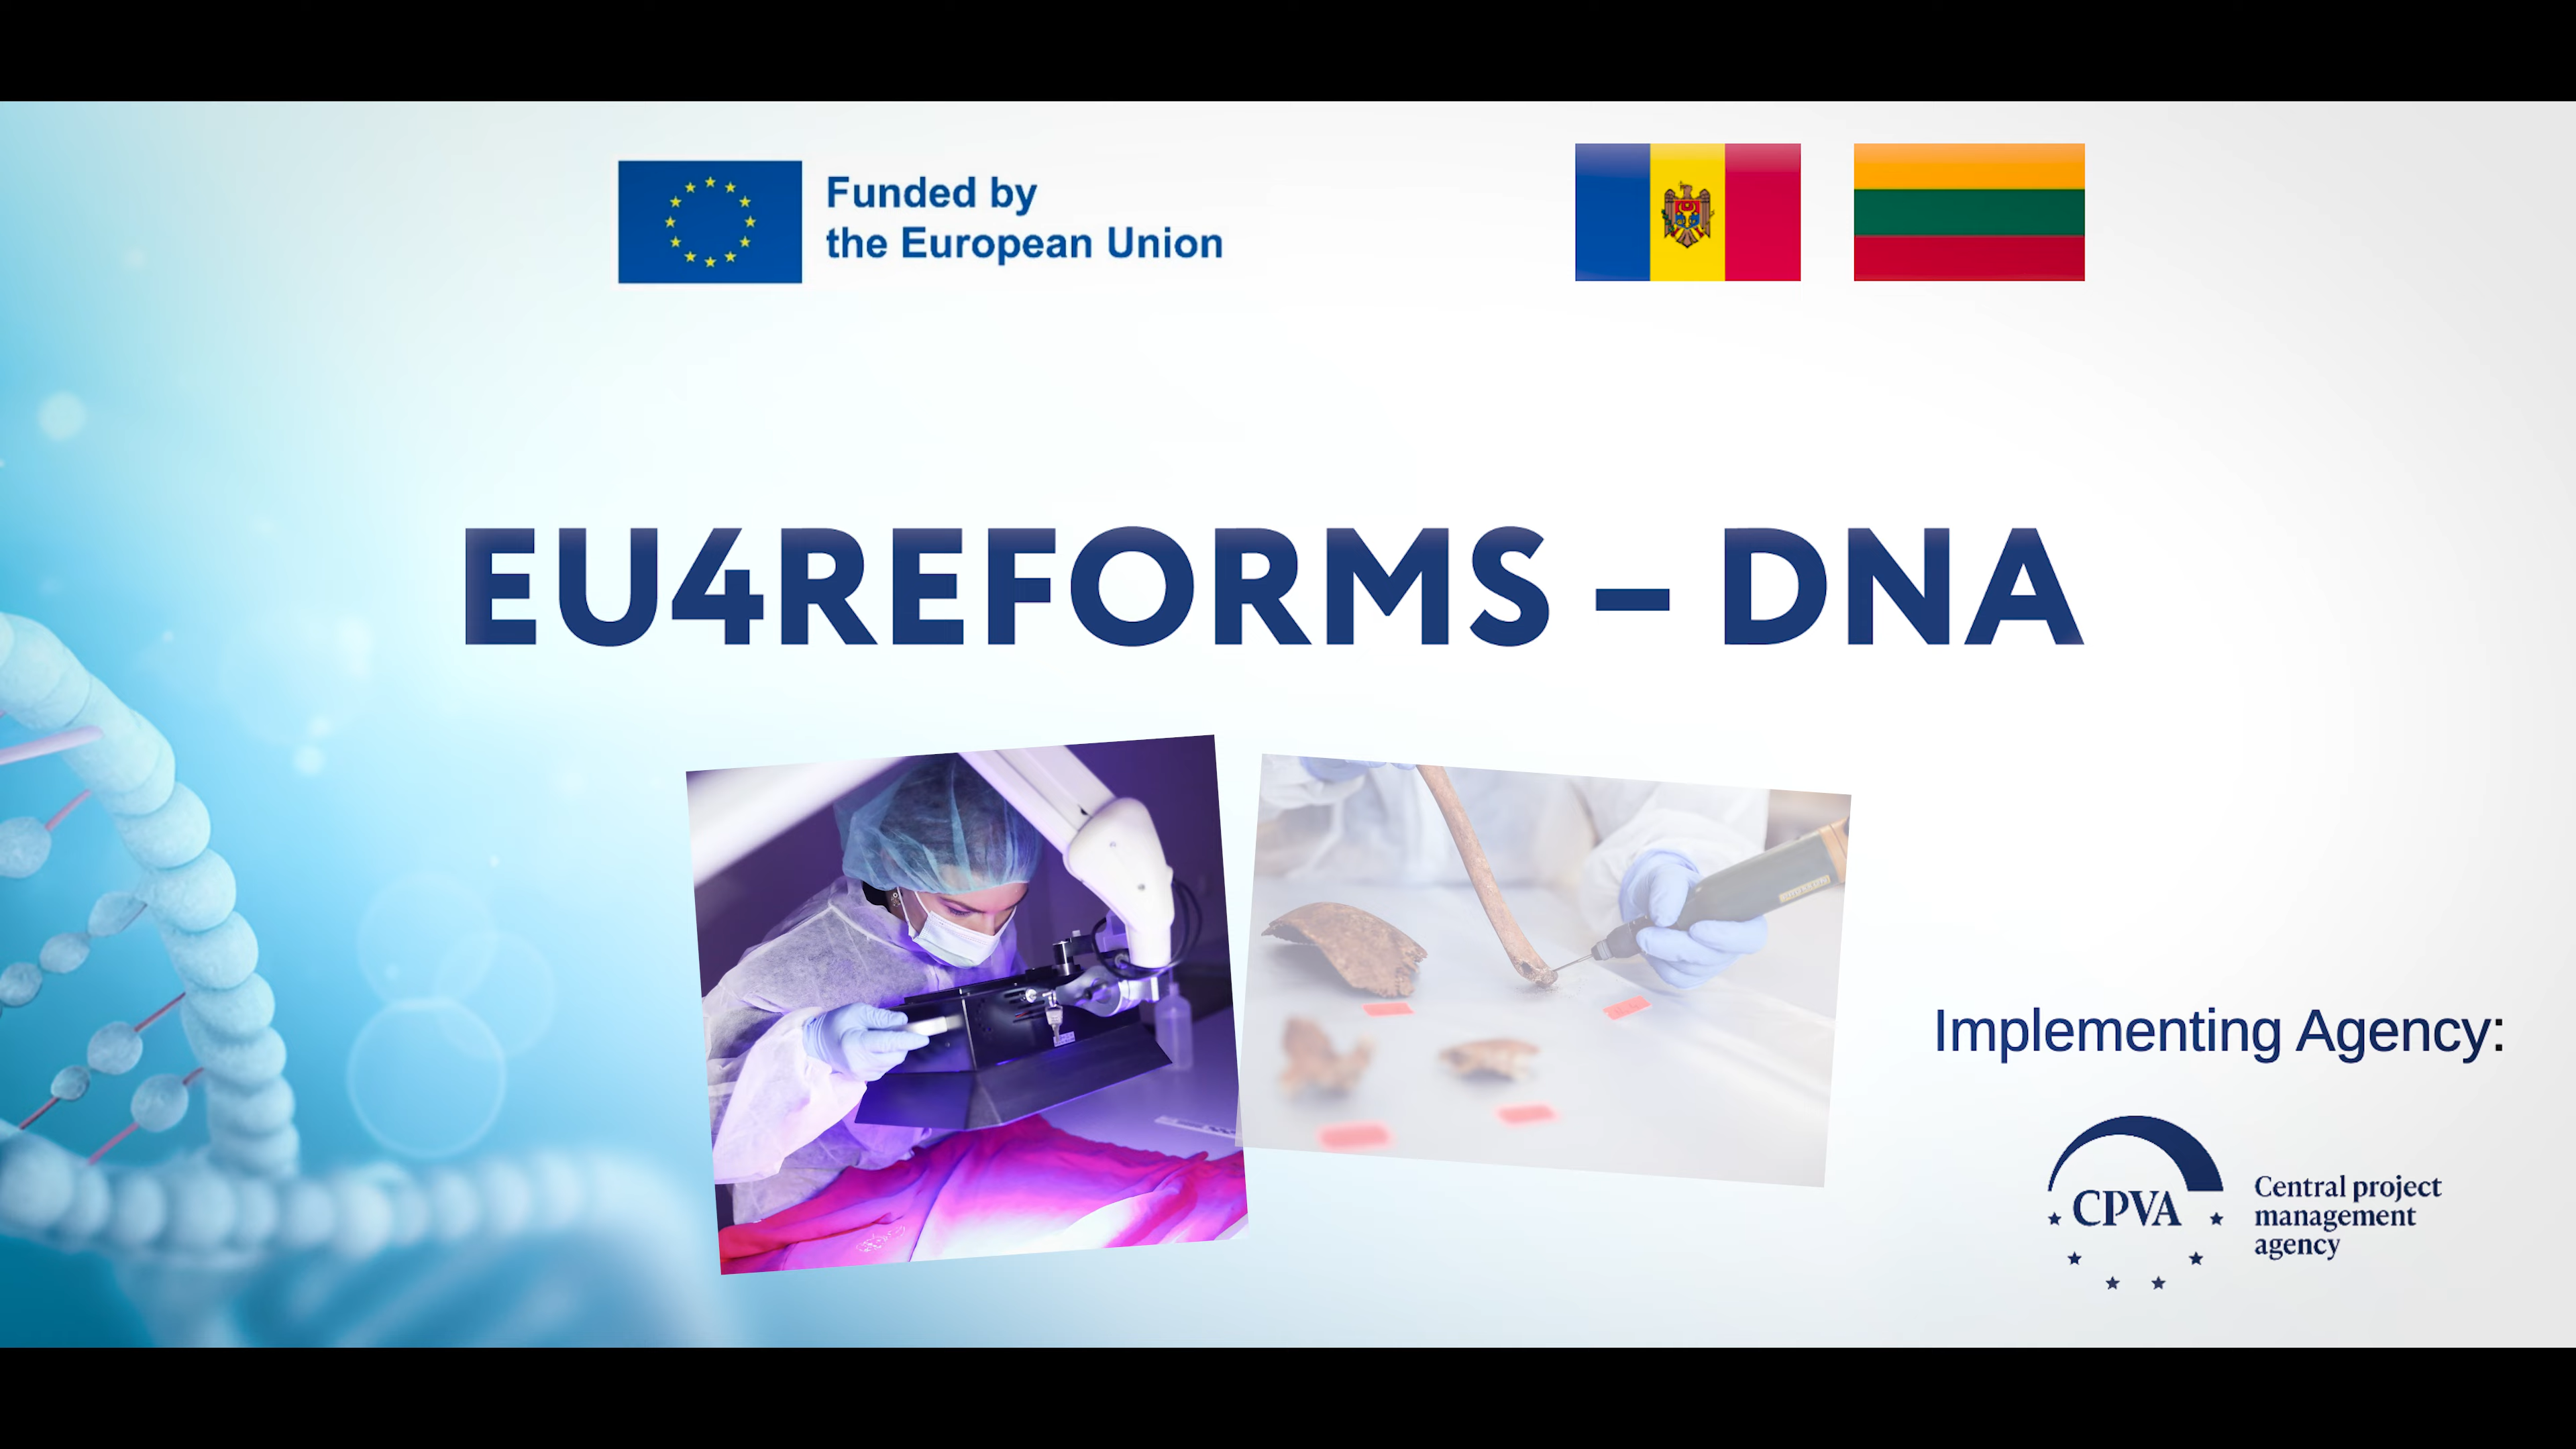 Funded by
the European Union
EU4REFORMS – DNA
Implementing Agency:
CPVA
Central project
management
agency